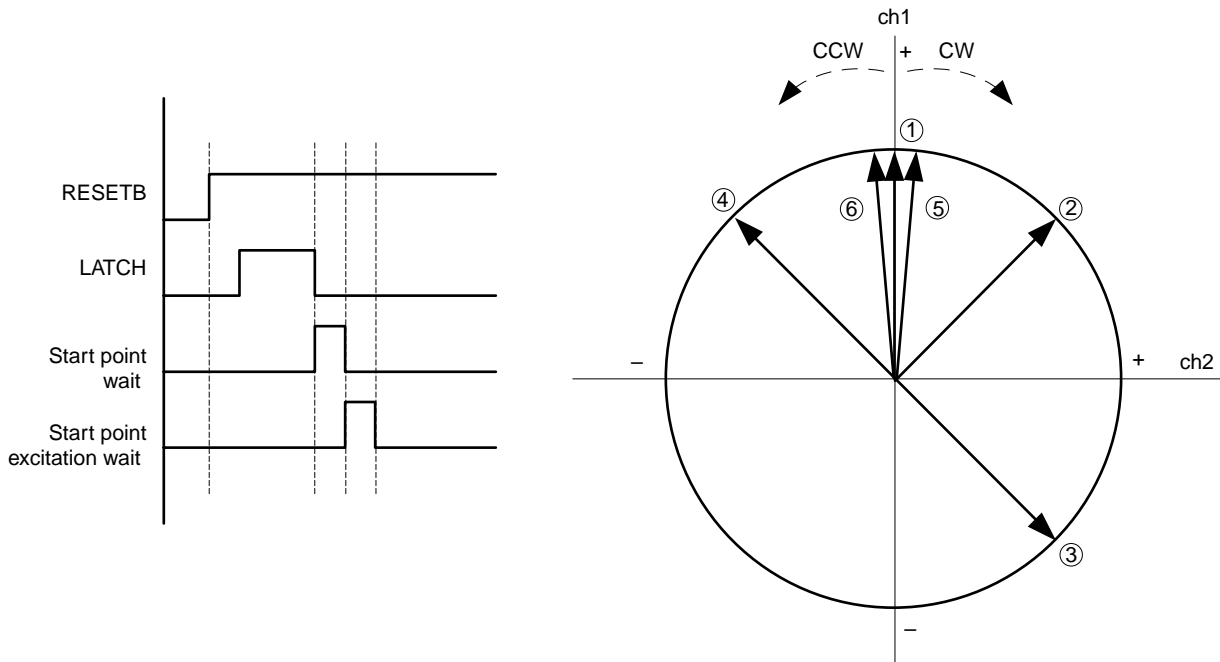 RESETB
LATCH
Start point
wait
Start point
excitation wait
ch1
CCW + CW
①
④ ⑥ ⑤ ②
– + ch2
③
–